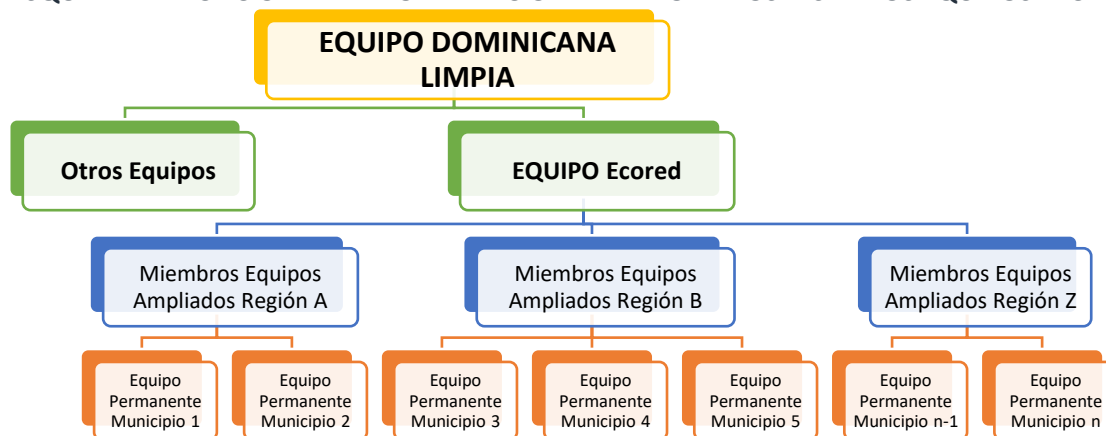 EQUIPO DOMINICANA
LIMPIA
Otros Equipos
EQUIPO Ecored
Miembros Equipos
Ampliados Región A
Miembros Equipos
Ampliados Región B
Miembros Equipos
Ampliados Región Z
Equipo
Permanente
Municipio 1
Equipo
Permanente
Municipio 2
Equipo
Permanente
Municipio 3
Equipo
Permanente
Municipio 4
Equipo
Permanente
Municipio 5
Equipo
Permanente
Municipio n-1
Equipo
Permanente
Municipio n